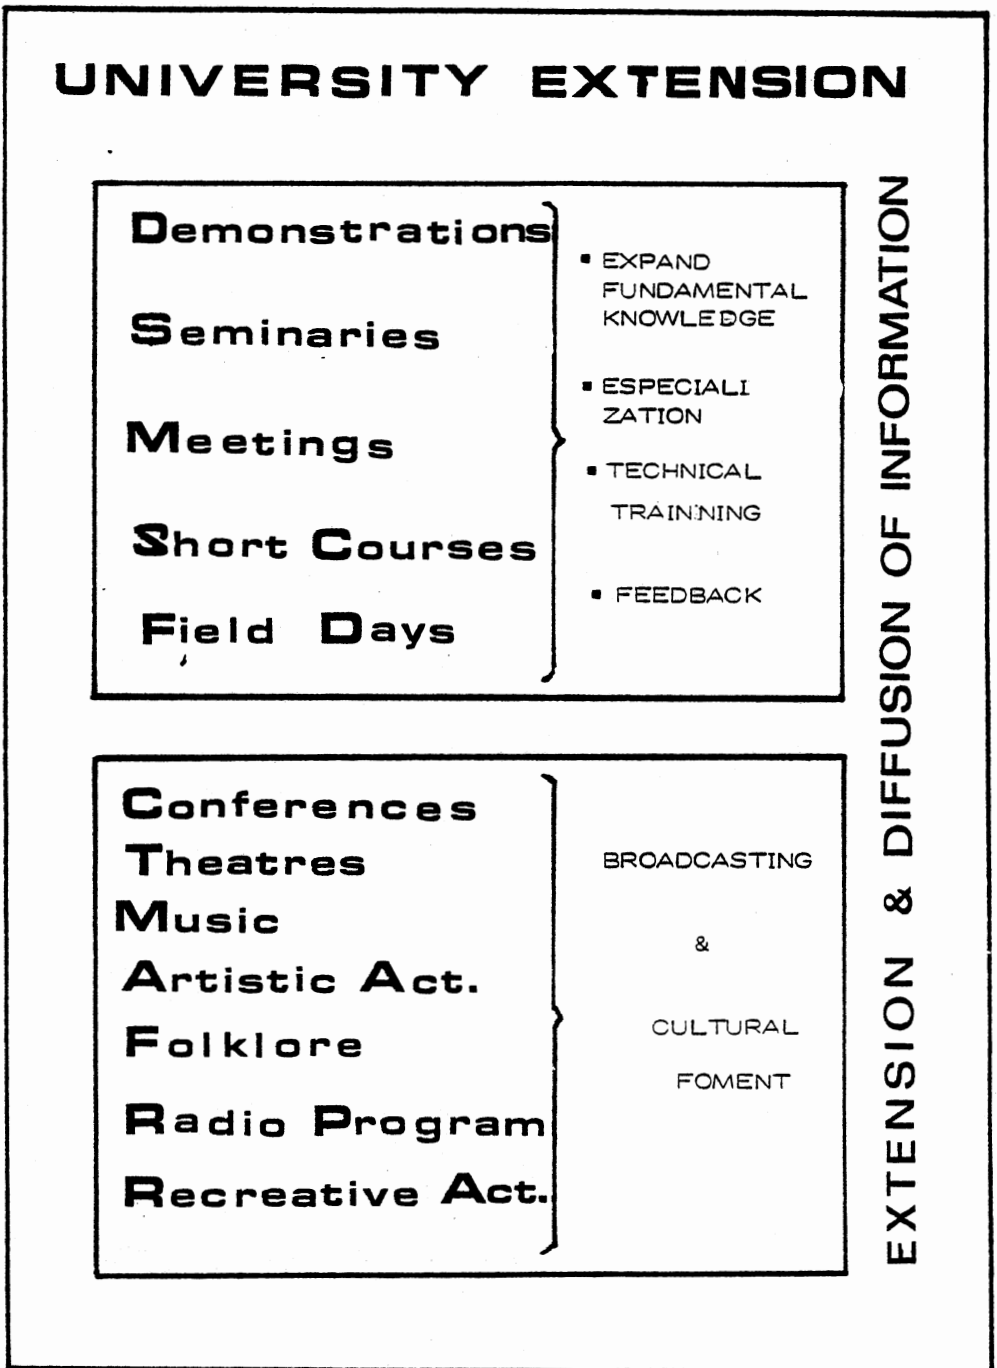 UNIVERSITY EXTENSION
Demonstrations
Seminaries
Meetings
Short Courses
Field Days
▪ EXPAND
FUNDAMENTAL
KNOWLEDGE
▪ ESPECIALI
ZATION
▪ TECHNICAL
TRAINNING
▪ FEEDBACK
Conferences
Theatres
Music
Artistic Act.
Folklore
Radio Program
Recreative Act.
BROADCASTING
&
CULTURAL
FOMENT
EXTENSION & DIFFUSION OF INFORMATION